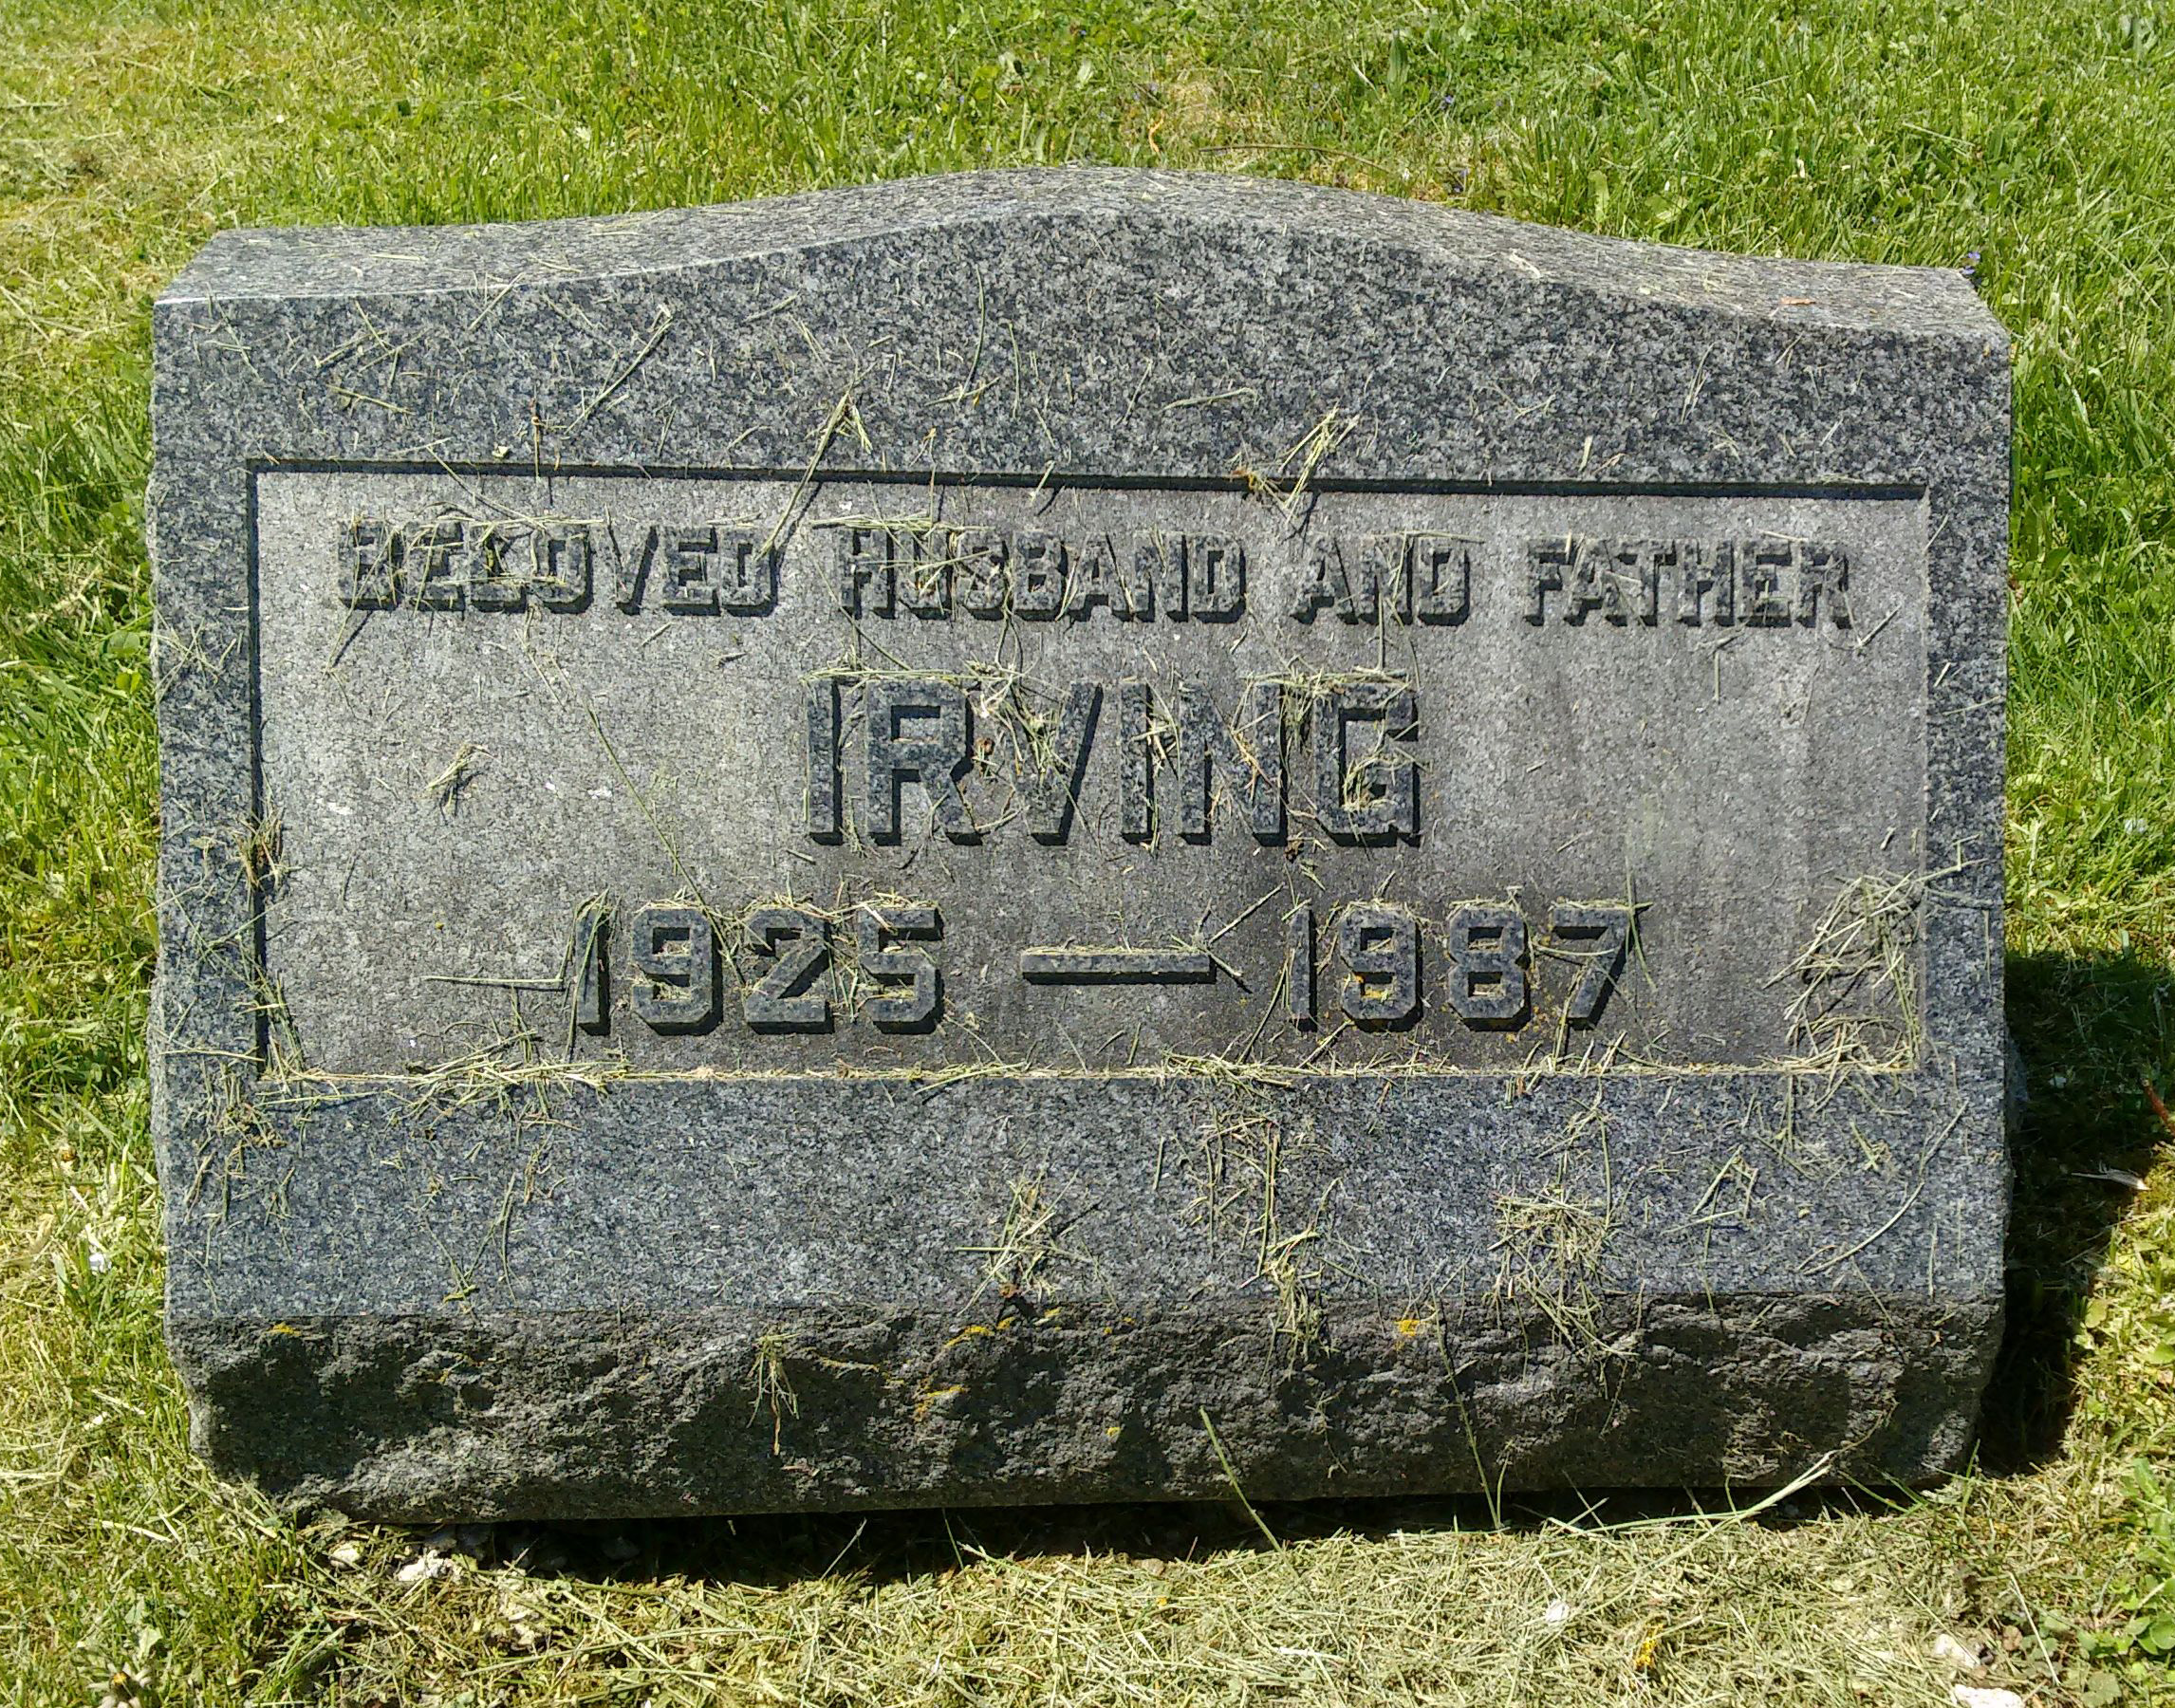 BELOVED HUSBAND AND FATHER
IRVING
1925 — 1987